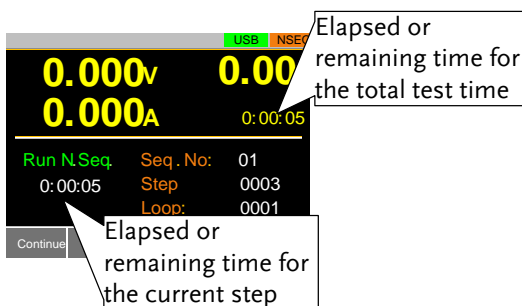 USB NSEQ
Elapsed or
remaining time for
the total test time
0.000V 0.00
0.000A 0:00:05
Run N.Seq. Seq.No: 01
0:00:05 Step 0003
Loop: 0001
Continue
Elapsed or
remaining time for
the current step